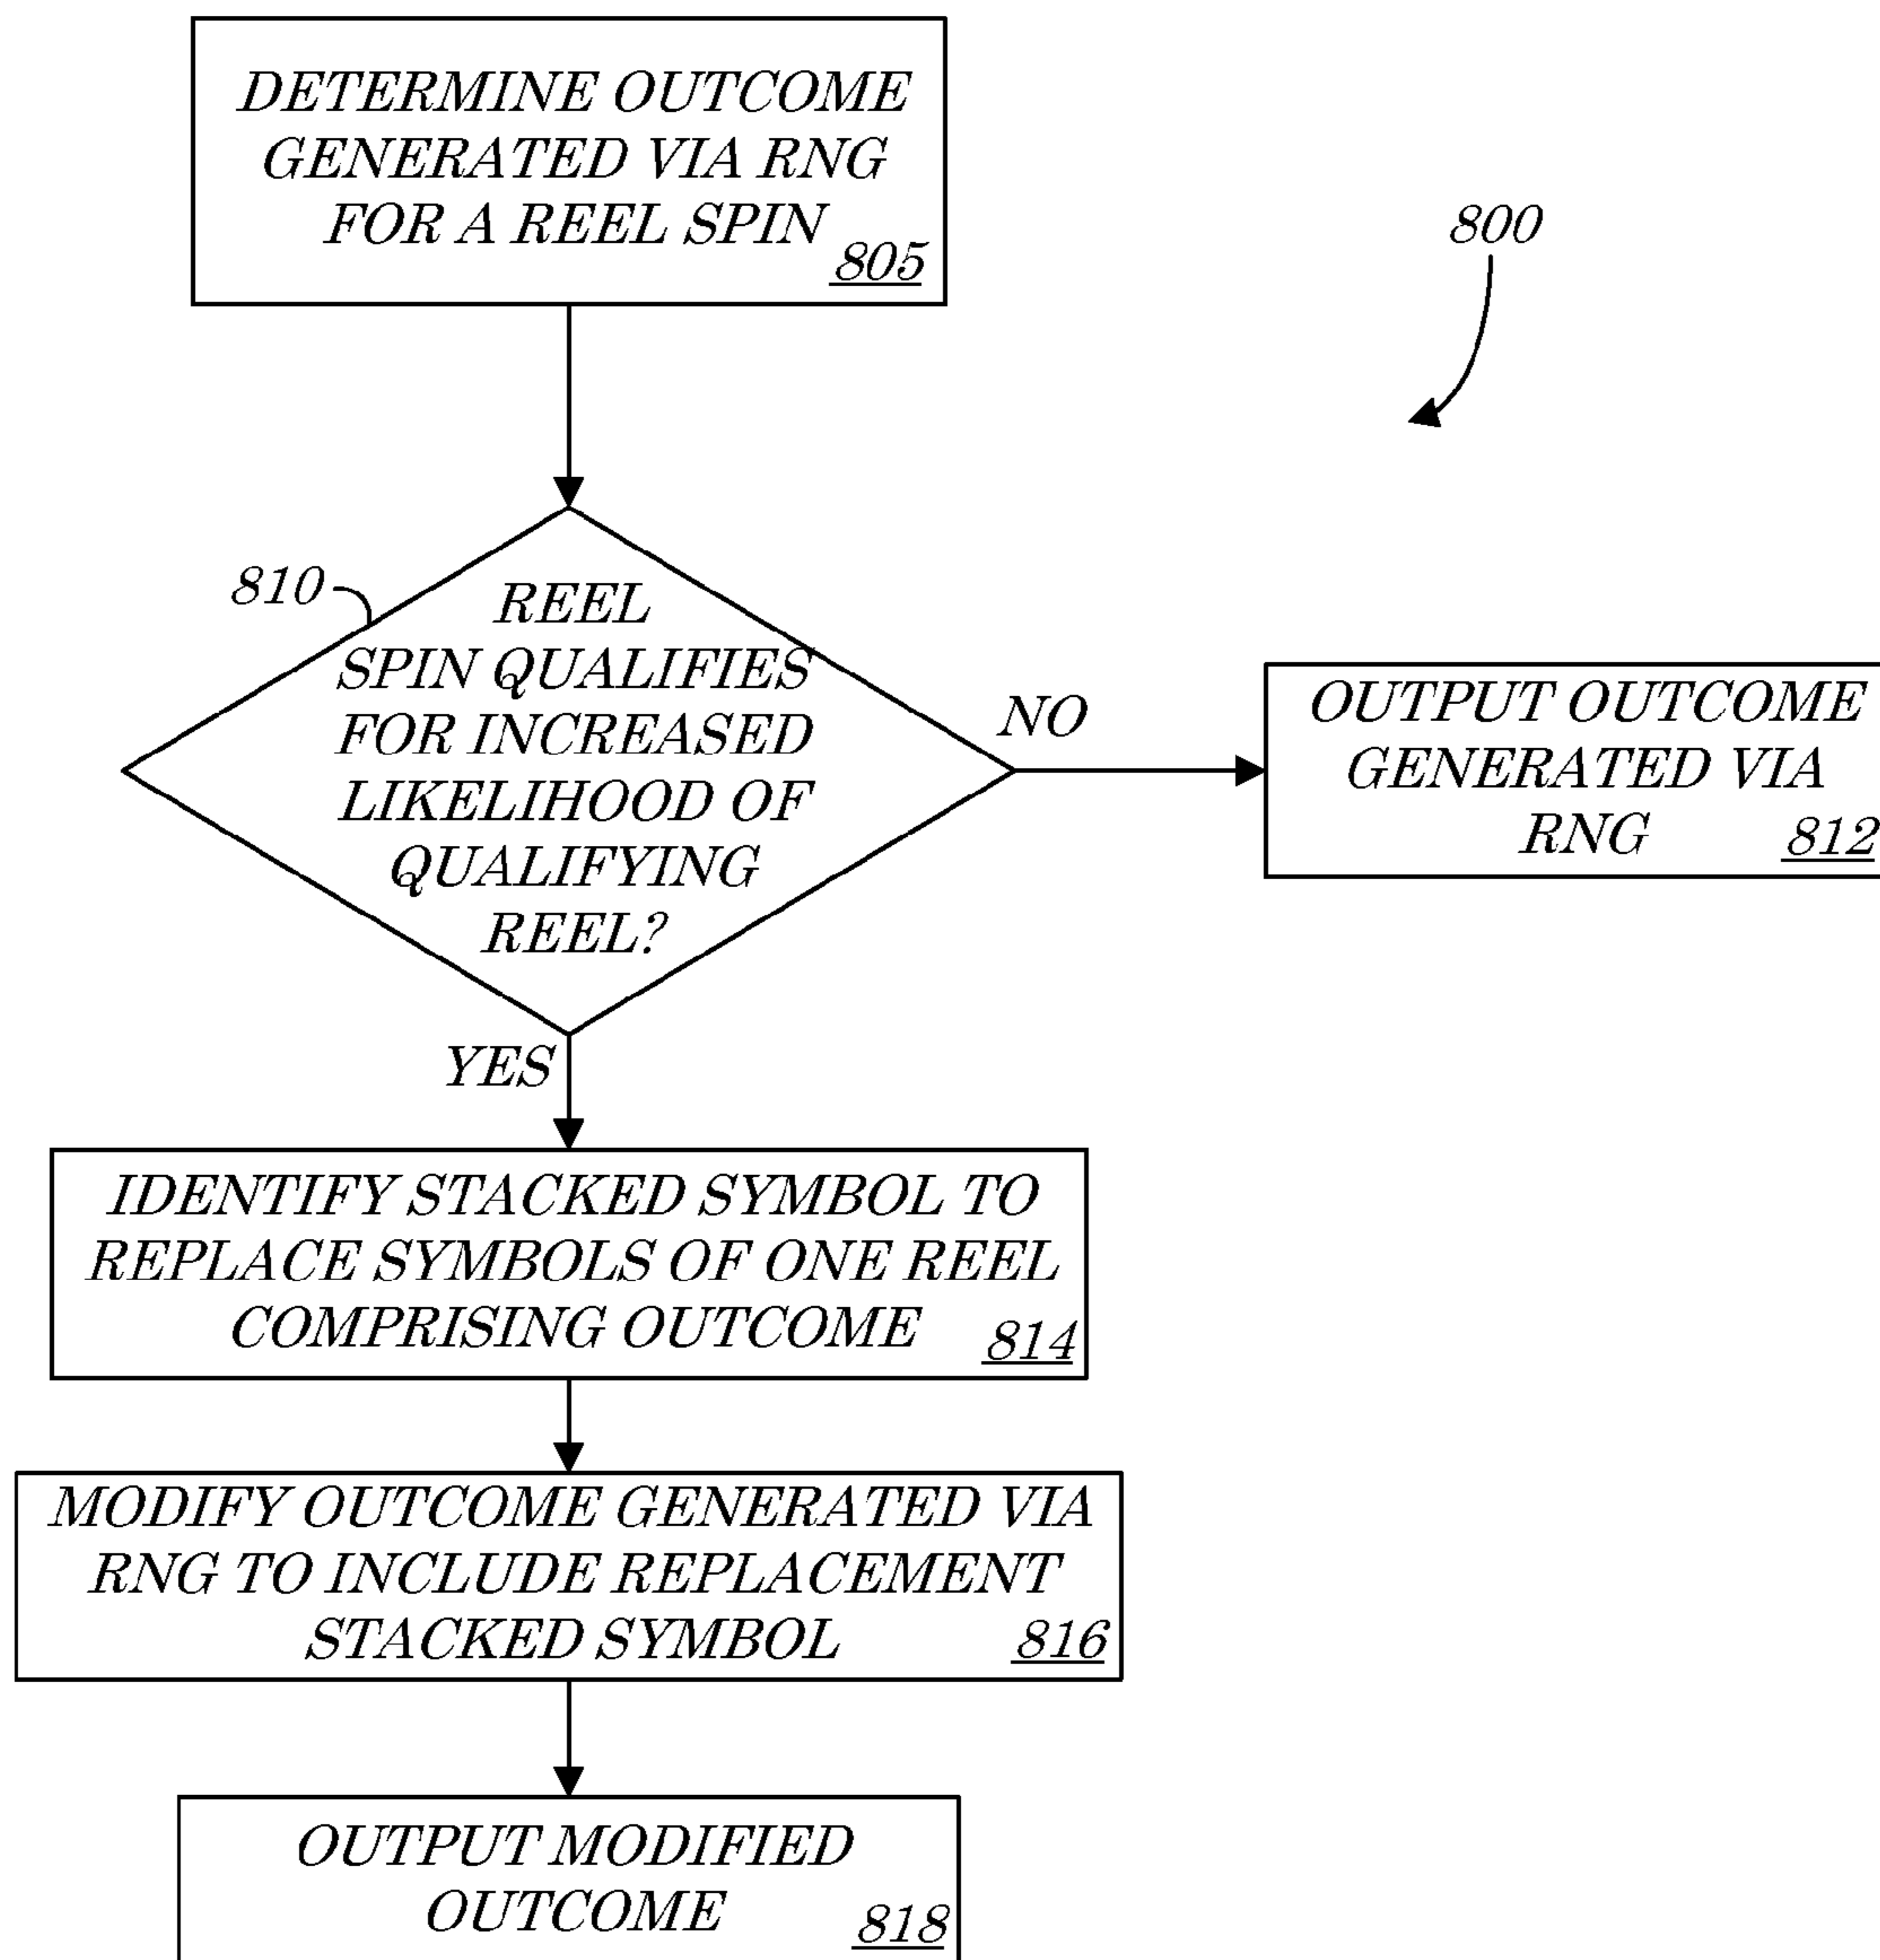 DETERMINE OUTCOME
GENERATED VIA RNG
FOR A REEL SPIN
805
800
810
REEL
SPIN QUALIFIES
FOR INCREASED
LIKELIHOOD OF
QUALIFYING
REEL?
NO
OUTPUT OUTCOME
GENERATED VIA
RNG
812
YES
IDENTIFY STACKED SYMBOL TO
REPLACE SYMBOLS OF ONE REEL
COMPRISING OUTCOME
814
MODIFY OUTCOME GENERATED VIA
RNG TO INCLUDE REPLACEMENT
STACKED SYMBOL
816
OUTPUT MODIFIED
OUTCOME
818